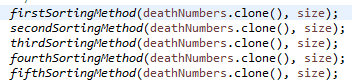 firstSortingMethod(deathNumbers.clone(), size);
secondSortingMethod(deathNumbers.clone(), size);
thirdSortingMethod(deathNumbers.clone(), size);
fourthSortingMethod(deathNumbers.clone(), size);
fifthSortingMethod(deathNumbers.clone(), size);